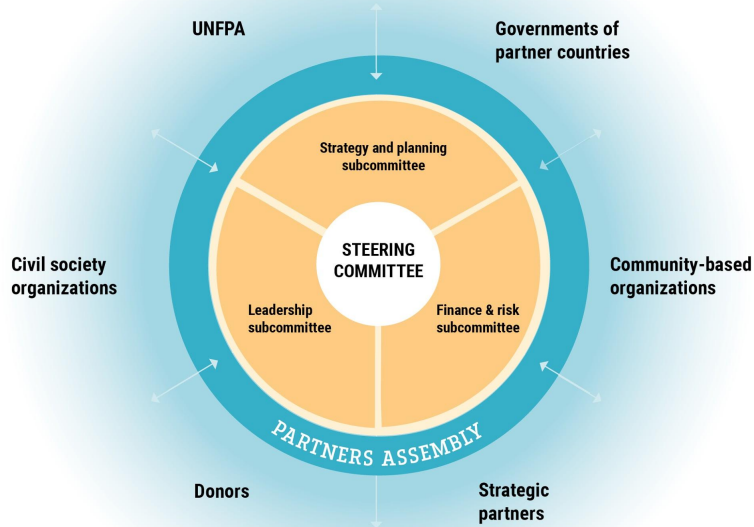 UNFPA
Governments of
partner countries
Strategy and planning
subcommittee
STEERING
COMMITTEE
Civil society
organizations
Community-based
organizations
Leadership
subcommittee
Finance & risk
subcommittee
PARTNERS ASSEMBLY
Donors
Strategic
partners